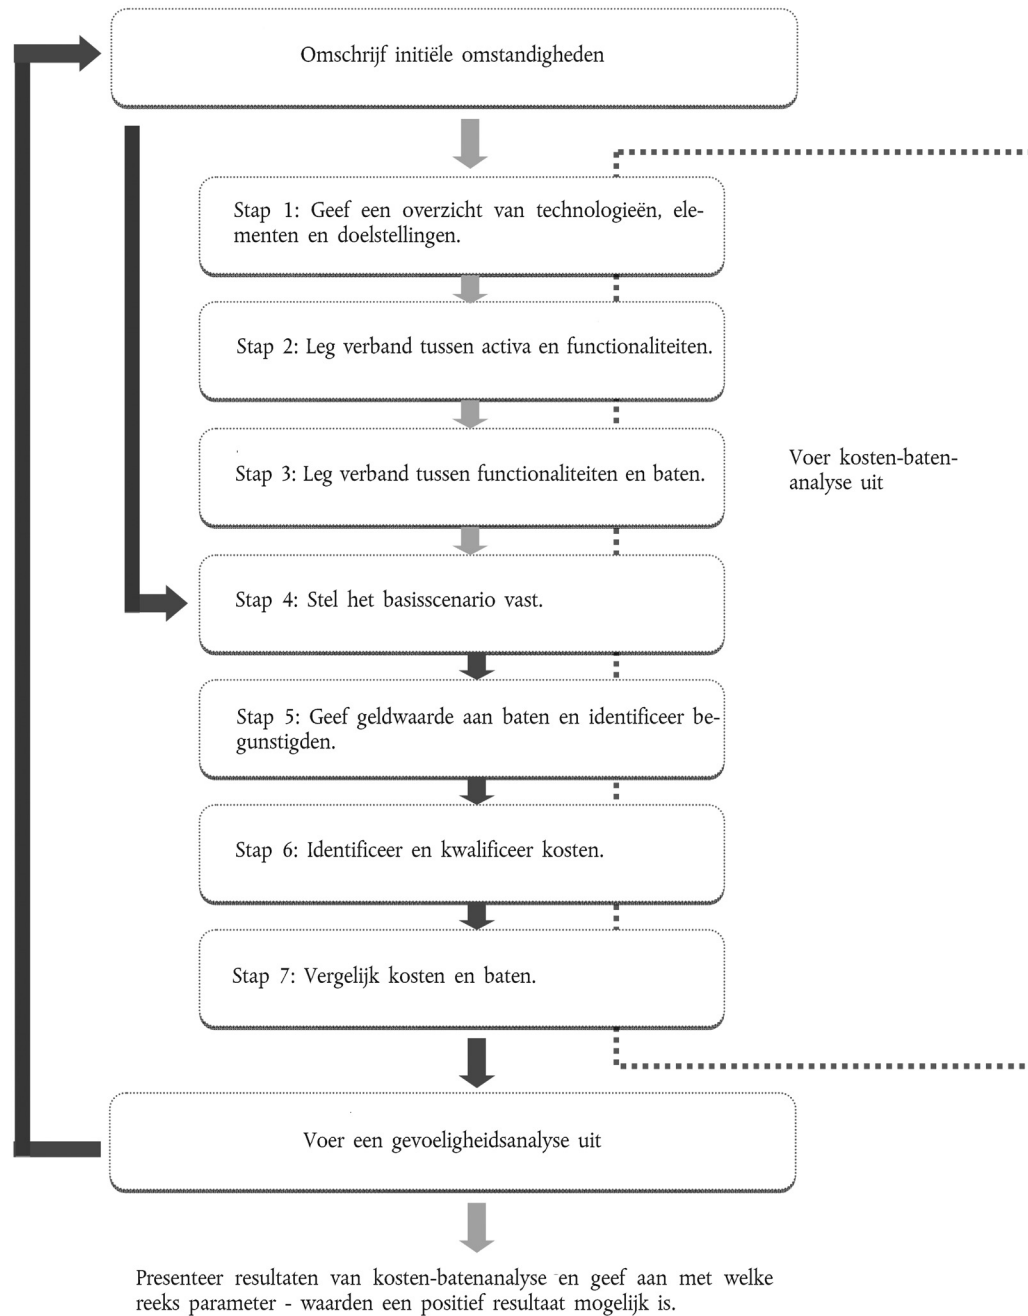 Omschrijf initiële omstandigheden
Stap 1: Geef een overzicht van technologieën, ele-
menten en doelstellingen.
Stap 2: Leg verband tussen activa en functionaliteiten.
Stap 3: Leg verband tussen functionaliteiten en baten.
Voer kosten-baten-
analyse uit
Stap 4: Stel het basisscenario vast.
Stap 5: Geef geldwaarde aan baten en identificeer be-
gunstigden.
Stap 6: Identificeer en kwalificeer kosten.
Stap 7: Vergelijk kosten en baten.
Voer een gevoeligheidsanalyse uit
Presenteer resultaten van kosten-batenanalyse en geef aan met welke
reeks parameter - waarden een positief resultaat mogelijk is.